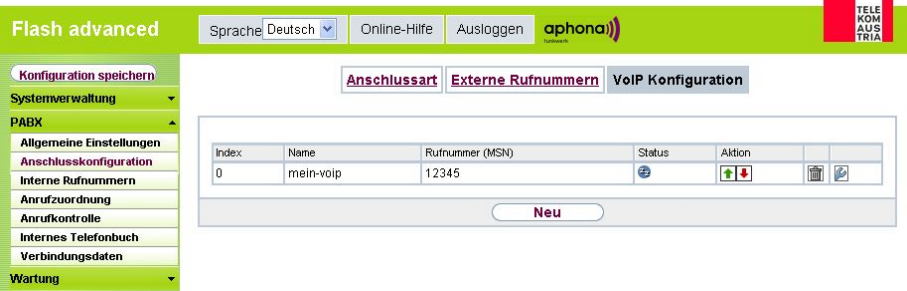 Flash advanced
Sprache Deutsch Online-Hilfe Ausloggen aphona
funkwerk
TELE
KOM
AUS
TRIA
Konfiguration speichern
Systemverwaltung
PABX
Allgemeine Einstellungen
Anschlusskonfiguration
Interne Rufnummern
Anrufzuordnung
Anrufkontrolle
Internes Telefonbuch
Verbindungsdaten
Wartung
Anschlussart Externe Rufnummern VoIP Konfiguration
Index Name Rufnummer (MSN) Status Aktion
0 mein-voip 12345
Neu